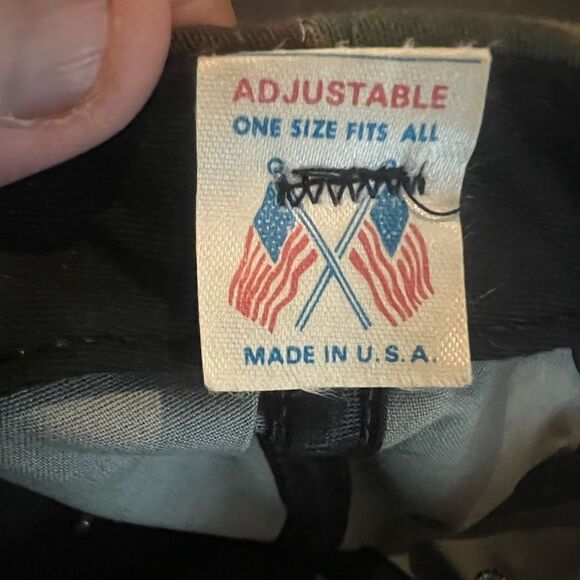 ADJUSTABLE
ONE SIZE FITS ALL
MADE IN U.S.A.